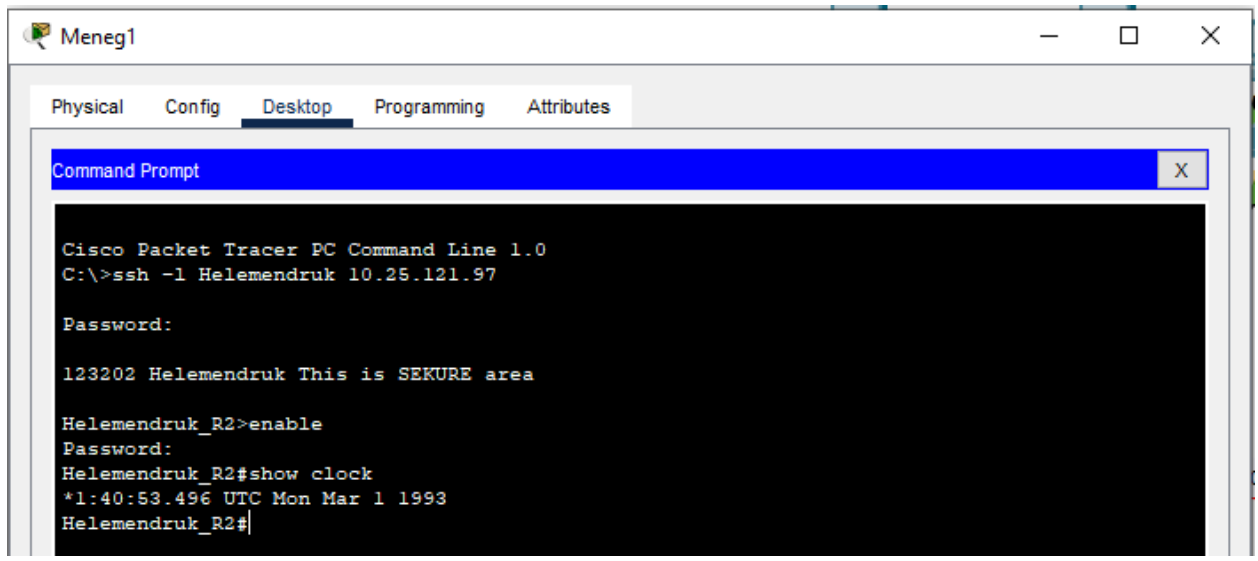 Meneg1
Physical Config Desktop Programming Attributes
Command Prompt X
Cisco Packet Tracer PC Command Line 1.0
C:\>ssh -l Helemendruk 10.25.121.97
Password:
123202 Helemendruk This is SEKURE area
Helemendruk_R2>enable
Password:
Helemendruk_R2#show clock
*1:40:53.496 UTC Mon Mar 1 1993
Helemendruk_R2#